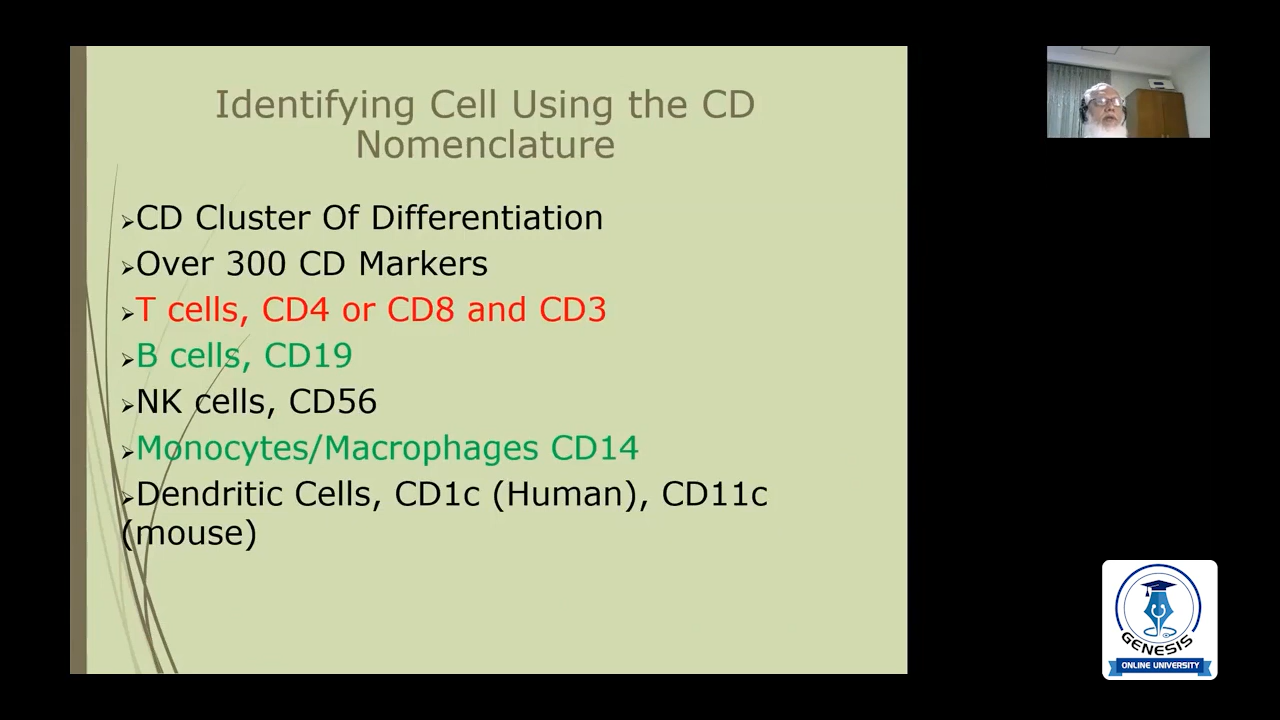 Identifying Cell Using the CD
Nomenclature
➢CD Cluster Of Differentiation
➢Over 300 CD Markers
➢T cells, CD4 or CD8 and CD3
➢B cells, CD19
➢NK cells, CD56
➢Monocytes/Macrophages CD14
➢Dendritic Cells, CD1c (Human), CD11c
(mouse)
GENESIS
ONLINE UNIVERSITY